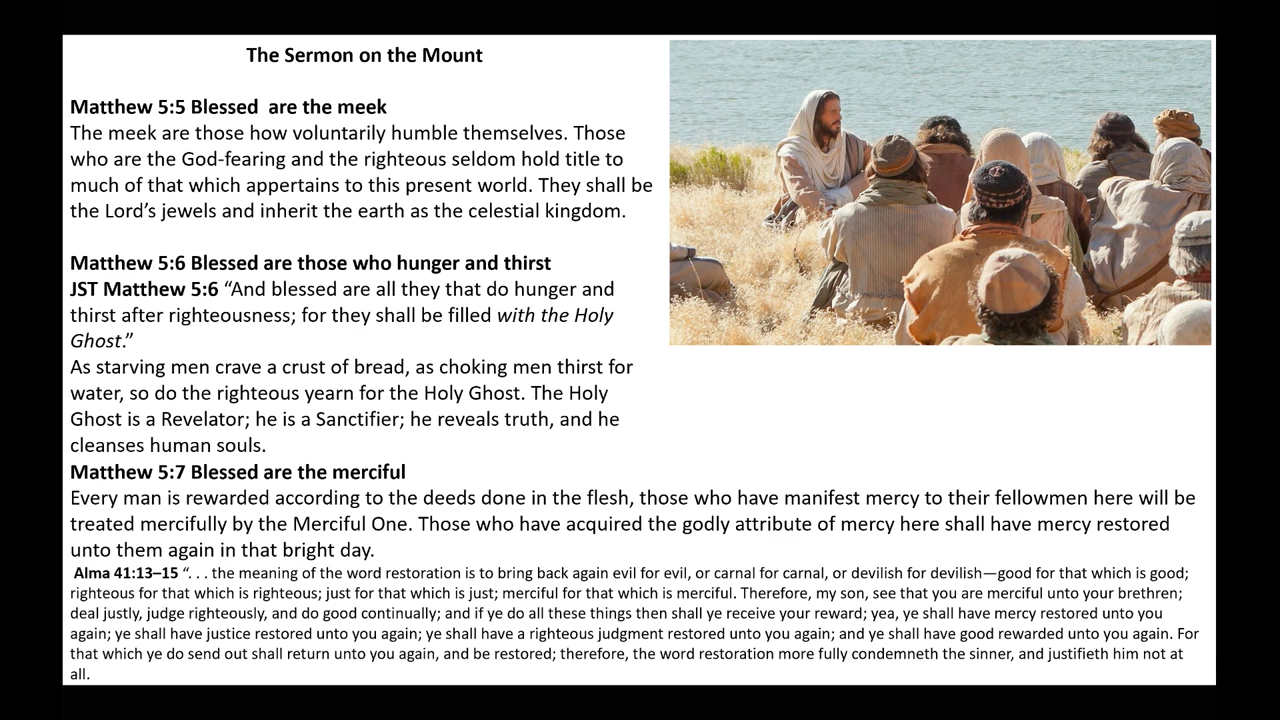 The Sermon on the Mount
Matthew 5:5 Blessed  are the meek
The meek are those how voluntarily humble themselves. Those
who are the God-fearing and the righteous seldom hold title to
much of that which appertains to this present world. They shall be
the Lord’s jewels and inherit the earth as the celestial kingdom.
Matthew 5:6 Blessed are those who hunger and thirst
JST Matthew 5:6 “And blessed are all they that do hunger and
thirst after righteousness; for they shall be filled with the Holy
Ghost.”
As starving men crave a crust of bread, as choking men thirst for
water, so do the righteous yearn for the Holy Ghost. The Holy
Ghost is a Revelator; he is a Sanctifier; he reveals truth, and he
cleanses human souls.
Matthew 5:7 Blessed are the merciful
Every man is rewarded according to the deeds done in the flesh, those who have manifest mercy to their fellowmen here will be
treated mercifully by the Merciful One. Those who have acquired the godly attribute of mercy here shall have mercy restored
unto them again in that bright day.
Alma 41:13–15 “. . . the meaning of the word restoration is to bring back again evil for evil, or carnal for carnal, or devilish for devilish—good for that which is good;
righteous for that which is righteous; just for that which is just; merciful for that which is merciful. Therefore, my son, see that you are merciful unto your brethren;
deal justly, judge righteously, and do good continually; and if ye do all these things then shall ye receive your reward; yea, ye shall have mercy restored unto you
again; ye shall have justice restored unto you again; ye shall have a righteous judgment restored unto you again; and ye shall have good rewarded unto you again. For
that which ye do send out shall return unto you again, and be restored; therefore, the word restoration more fully condemneth the sinner, and justifieth him not at
all.